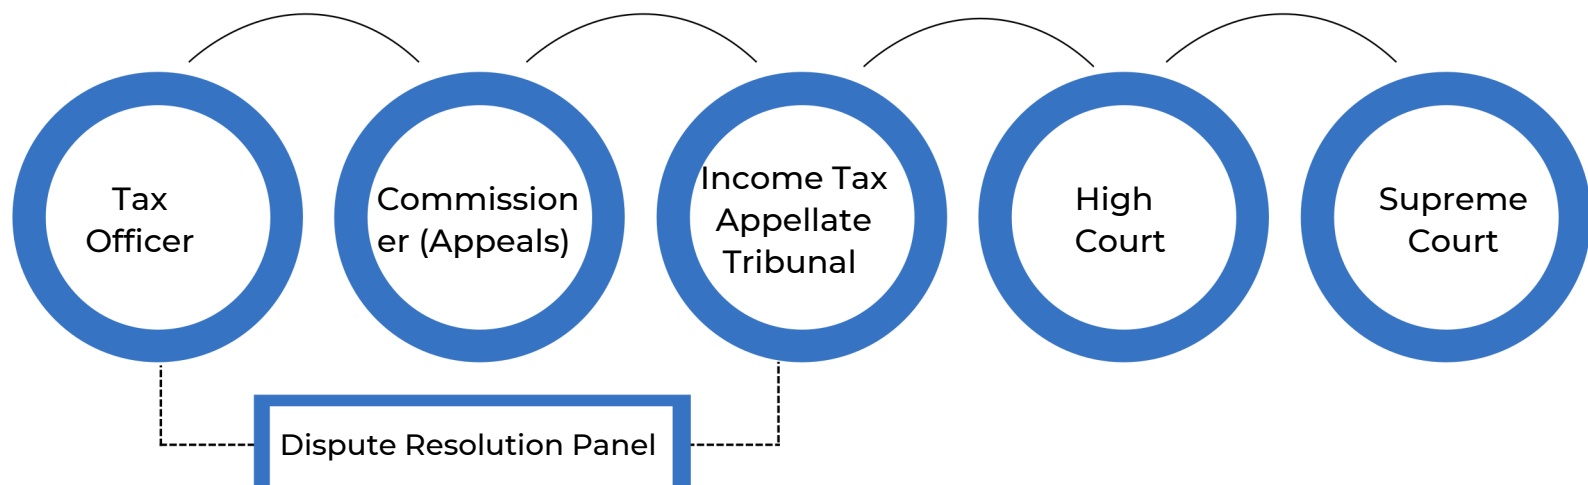 Tax
Officer
Commission
er (Appeals)
Income Tax
Appellate
Tribunal
High
Court
Supreme
Court
Dispute Resolution Panel